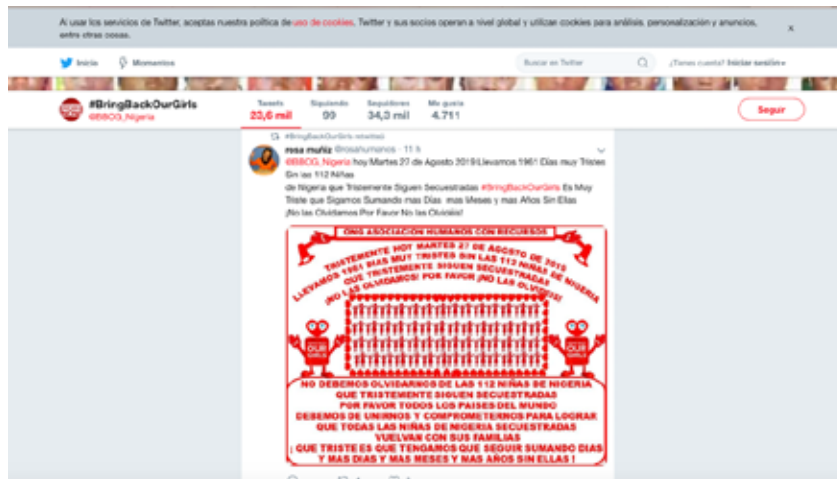 Al usar los servicios de Twitter, aceptas nuestra política de uso de cookies. Twitter y sus socios operan a nivel global y utilizan cookies para análisis, personalización y anuncios,
entre otras cosas.
x
Inicio Momentos Buscar en Twitter ¿Tienes cuenta? Iniciar sesión
#BringBackOurGirls
@BBOG_Nigeria
Tweets Siguiendo Seguidores Me gusta
23,6 mil 99 34,3 mil 4.711
Seguir
#BringBackOurGirls retwitteó
rosa muñiz @rosahumanos · 11 h
@BBOG_Nigeria hoy Martes 27 de Agosto 2019 Llevamos 1961 Días muy Tristes
Sin las 112 Niñas
de Nigeria que Tristemente Siguen Secuestradas #BringBackOurGirls Es Muy
Triste que Sigamos Sumando mas Días mas Meses y mas Años Sin Ellas
¡No las Olvidamos Por Favor No las Olvidéis!
ONG ASOCIACIÓN HUMANOS CON RECURSOS
TRISTEMENTE HOY MARTES 27 DE AGOSTO DE 2019
LLEVAMOS 1961 DIAS MUY TRISTES SIN LAS 112 NIÑAS DE NIGERIA
QUE TRISTEMENTE SIGUEN SECUESTRADAS
¡NO LAS OLVIDAMOS! POR FAVOR ¡NO LAS OLVIDEIS!
OUR GIRLS
OUR GIRLS
NO DEBEMOS OLVIDARNOS DE LAS 112 NIÑAS DE NIGERIA
QUE TRISTEMENTE SIGUEN SECUESTRADAS
POR FAVOR TODOS LOS PAISES DEL MUNDO
DEBEMOS DE UNIRNOS Y COMPROMETERNOS PARA LOGRAR
QUE TODAS LAS NIÑAS DE NIGERIA SECUESTRADAS
VUELVAN CON SUS FAMILIAS
¡ QUE TRISTE ES QUE TENGAMOS QUE SEGUIR SUMANDO DIAS
Y MAS DIAS Y MAS MESES Y MAS AÑOS SIN ELLAS !